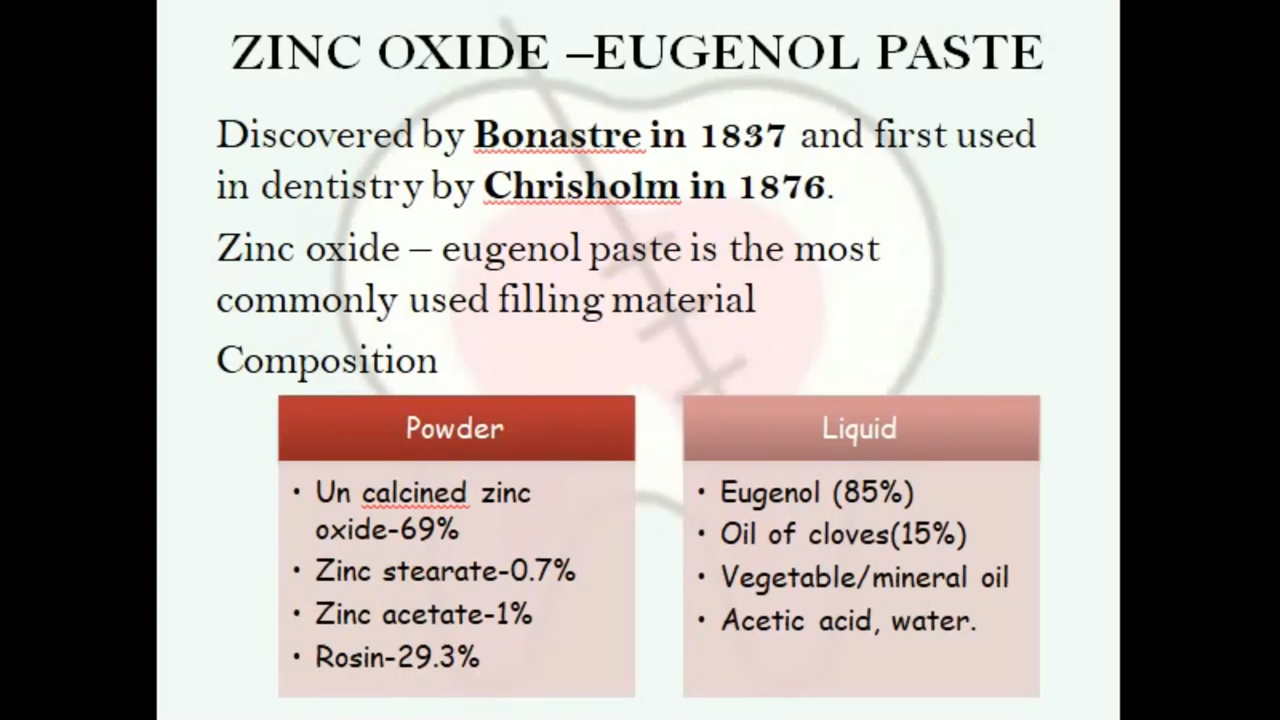 ZINC OXIDE –EUGENOL PASTE
Discovered by Bonastre in 1837 and first used
in dentistry by Chrisholm in 1876.
Zinc oxide – eugenol paste is the most
commonly used filling material
Composition
Powder
• Un calcined zinc
oxide-69%
• Zinc stearate-0.7%
• Zinc acetate-1%
• Rosin-29.3%
Liquid
• Eugenol (85%)
• Oil of cloves(15%)
• Vegetable/mineral oil
• Acetic acid, water.